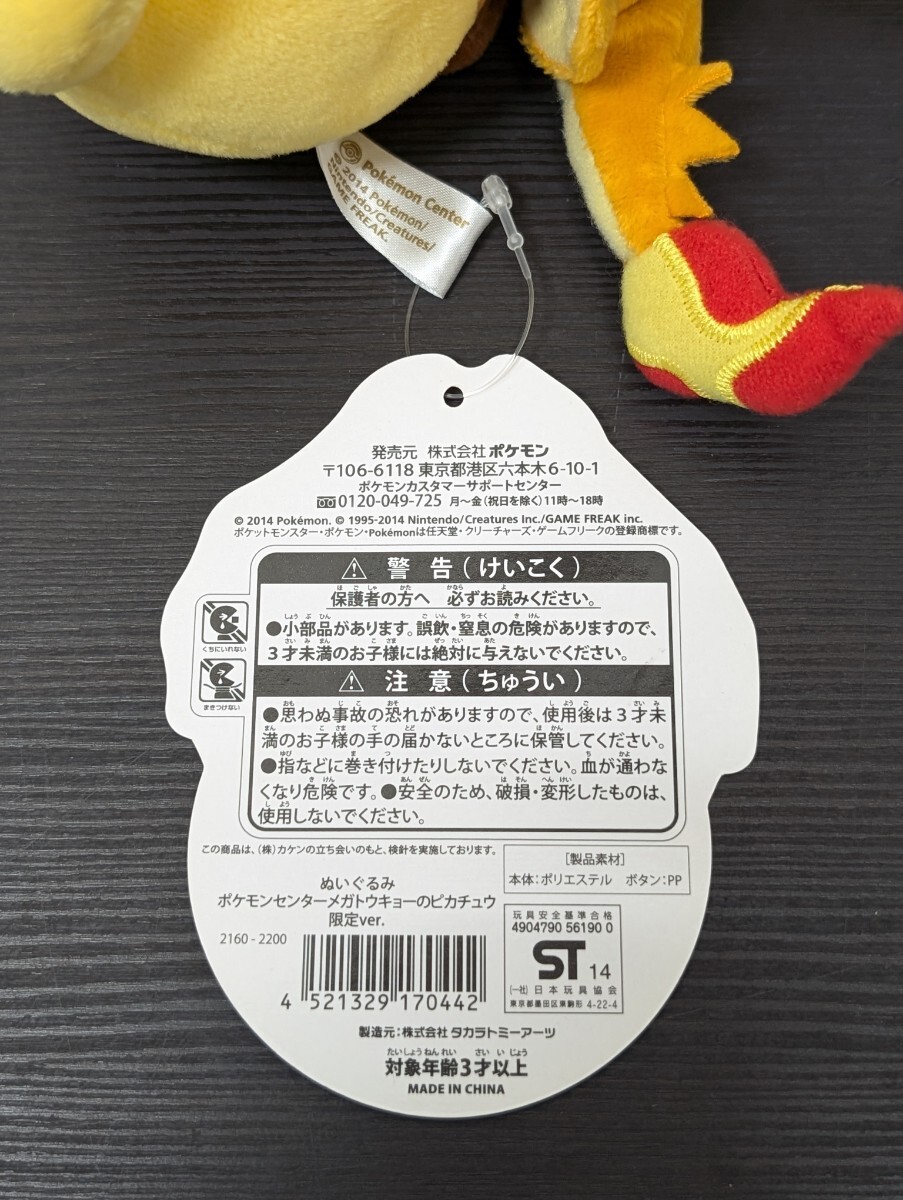 Pokémon Center
© 2014 Pokémon/
Nintendo/Creatures/
GAME FREAK.
発売元 株式会社 ポケモン
〒106-6118 東京都港区六本木6-10-1
ポケモンカスタマーサポートセンター
0120-049-725 月～金(祝日を除く)11時～18時
© 2014 Pokémon. © 1995-2014 Nintendo/Creatures Inc./GAME FREAK inc.
ポケットモンスター・ポケモン・Pokémonは任天堂・クリーチャーズ・ゲームフリークの登録商標です。
⚠ 警 告 ( けいこく )
保護者の方へ 必ずお読みください。
●小部品があります。誤飲・窒息の危険がありますので、
3才未満のお子様には絶対に与えないでください。
くちにいれない
⚠ 注 意 ( ちゅうい )
まきつけない
●思わぬ事故の恐れがありますので、使用後は3才未
満のお子様の手の届かないところに保管してください。
●指などに巻き付けたりしないでください。血が通わな
くなり危険です。●安全のため、破損・変形したものは、
使用しないでください。
この商品は、(株)カケンの立ち会いのもと、検針を実施しております。
[製品素材]
本体:ポリエステル ボタン:PP
ぬいぐるみ
ポケモンセンターメガトウキョーのピカチュウ
限定ver.
2160 - 2200
4 521329 170442
玩具安全基準合格
4904790 56190 0
ST 14
(一社)日本玩具協会
東京都墨田区東駒形 4-22-4
製造元:株式会社 タカラトミーアーツ
対象年齢3才以上
MADE IN CHINA